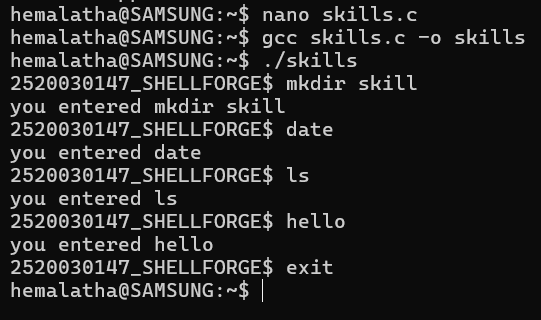 hemalatha@SAMSUNG:~$ nano skills.c
hemalatha@SAMSUNG:~$ gcc skills.c -o skills
hemalatha@SAMSUNG:~$ ./skills
2520030147_SHELLFORGE$ mkdir skill
you entered mkdir skill
2520030147_SHELLFORGE$ date
you entered date
2520030147_SHELLFORGE$ ls
you entered ls
2520030147_SHELLFORGE$ hello
you entered hello
2520030147_SHELLFORGE$ exit
hemalatha@SAMSUNG:~$